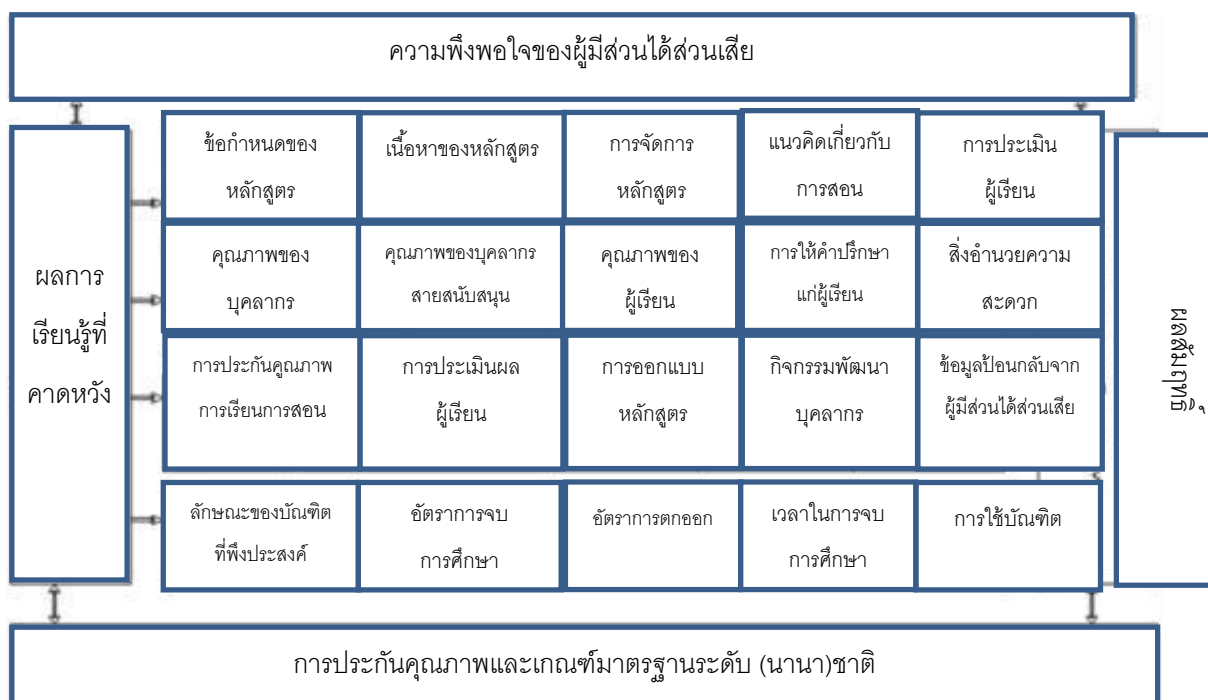 ความพึงพอใจของผู้มีส่วนได้ส่วนเสีย
ผลการ
เรียนรู้ที่
คาดหวัง
ข้อกำหนดของ
หลักสูตร
เนื้อหาของหลักสูตร
การจัดการ
หลักสูตร
แนวคิดเกี่ยวกับ
การสอน
การประเมิน
ผู้เรียน
คุณภาพของ
บุคลากร
คุณภาพของบุคลากร
สายสนับสนุน
คุณภาพของ
ผู้เรียน
การให้คำปรึกษา
แก่ผู้เรียน
สิ่งอำนวยความ
สะดวก
การประกันคูณภาพ
การเรียนการสอน
การประเมินผล
ผู้เรียน
การออกแบบ
หลักสูตร
กิจกรรมพัฒนา
บุคลากร
ข้อมูลป้อนกลับจาก
ผู้มีส่วนได้ส่วนเสีย
ลักษณะของบัณฑิต
ที่พึงประสงค์
อัตราการจบ
การศึกษา
อัตราการตกออก
เวลาในการจบ
การศึกษา
การใช้บัณฑิต
ผลสัมฤทธิ์
การประกันคุณภาพและเกณฑ์มาตรฐานระดับ (นานา)ชาติ